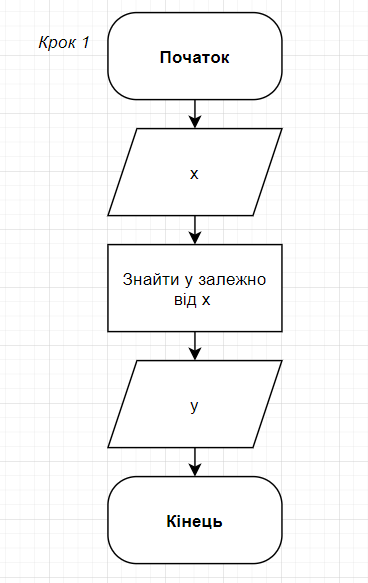 Крок 1
Початок
x
Знайти y залежно
від x
y
Кінець